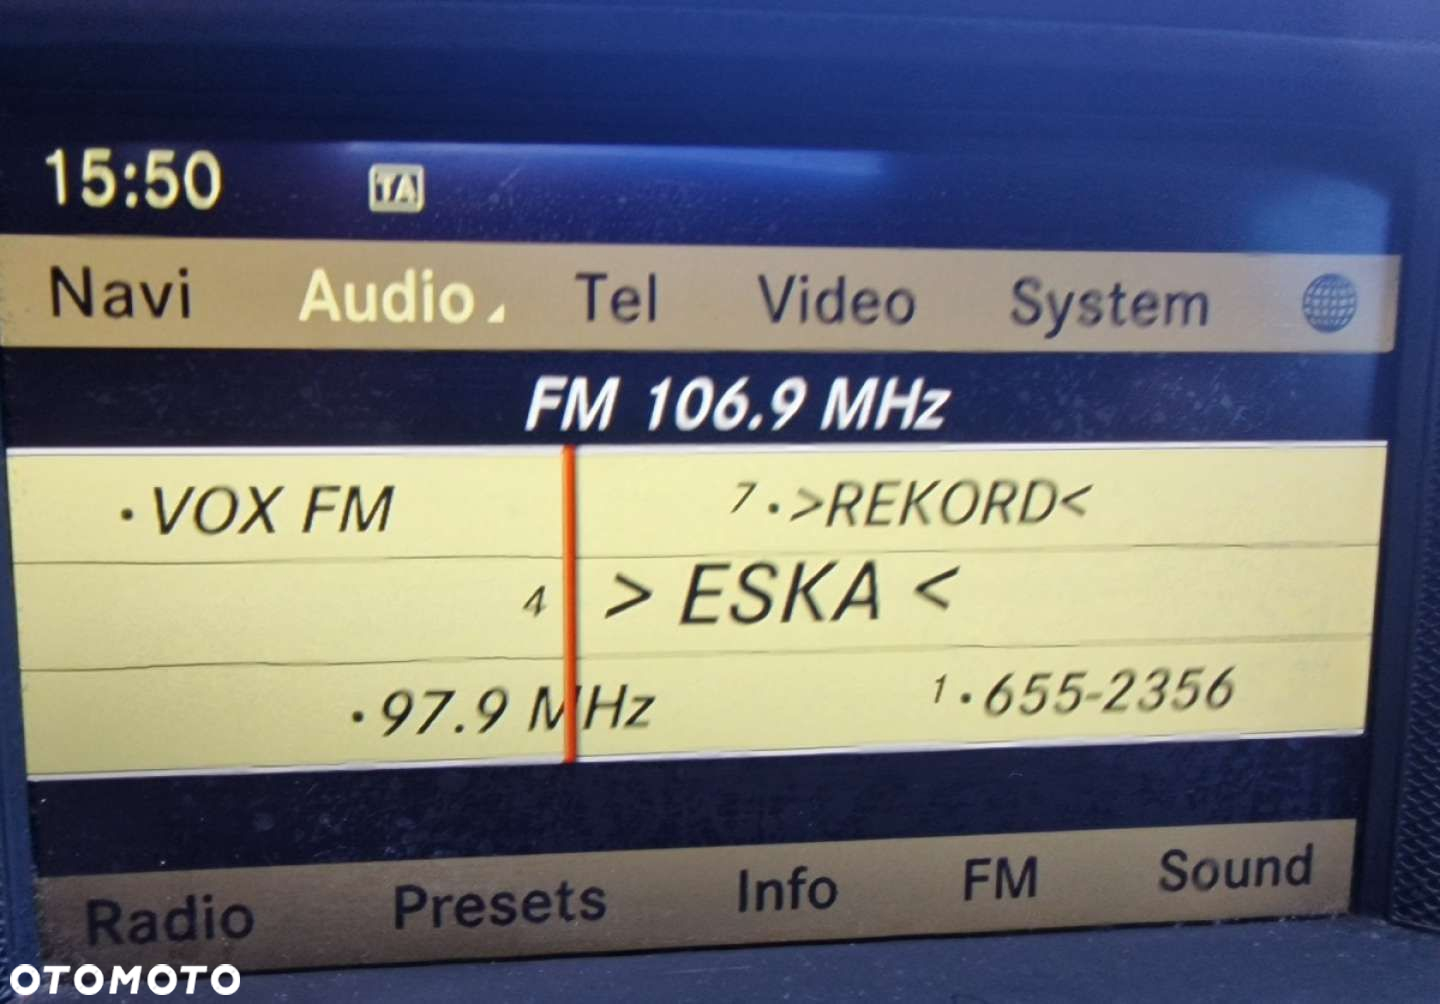 15:50 TA
Navi Audio Tel Video System
FM 106.9 MHz
·VOX FM 7·>REKORD<
4 > ESKA <
·97.9 MHz 1·655-2356
Radio Presets Info FM Sound
OTOMOTO